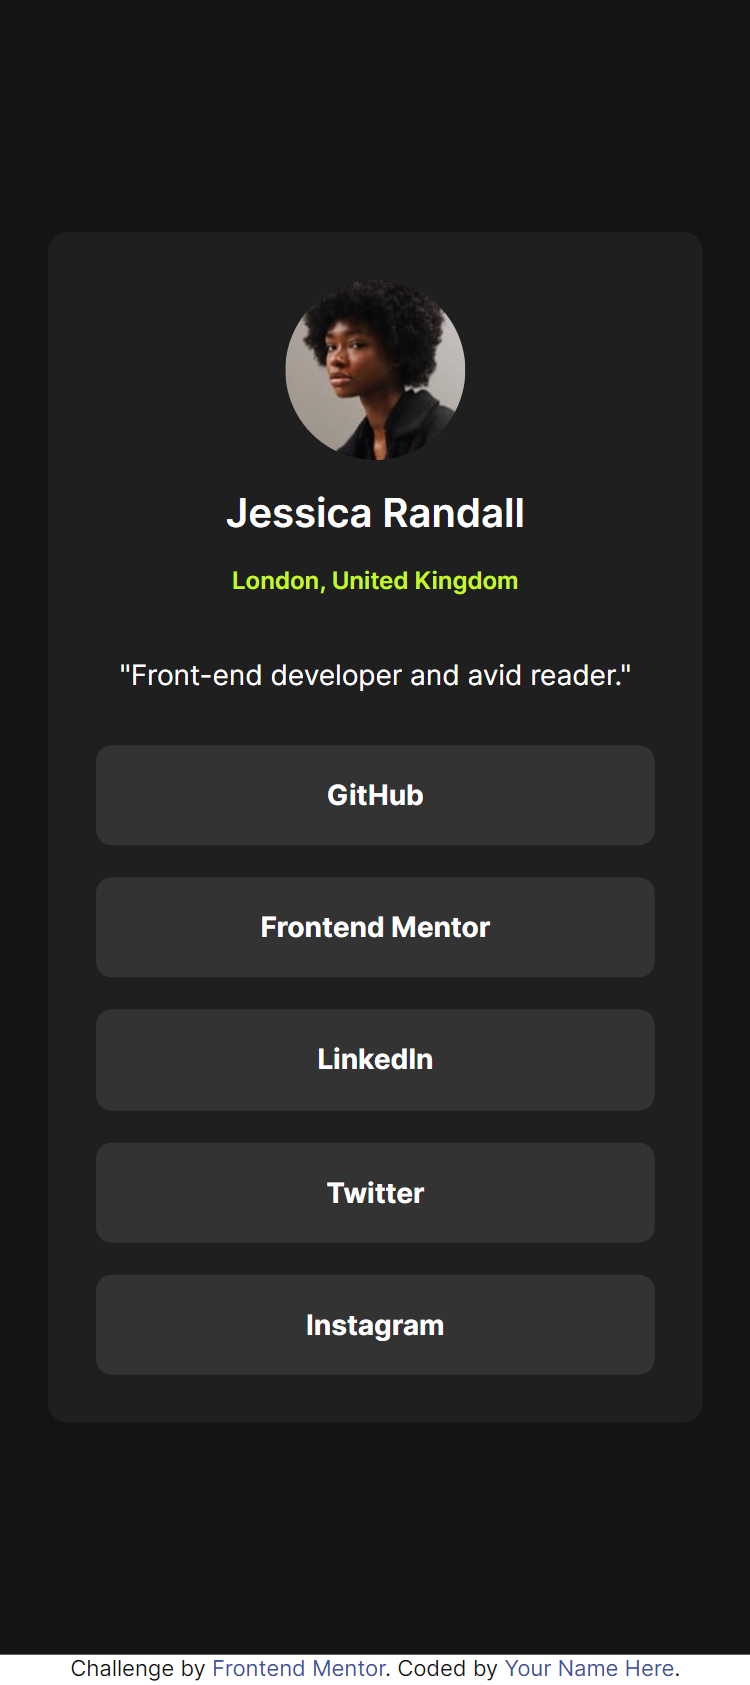 Jessica Randall
London, United Kingdom
"Front-end developer and avid reader."
GitHub
Frontend Mentor
LinkedIn
Twitter
Instagram
Challenge by Frontend Mentor. Coded by Your Name Here.